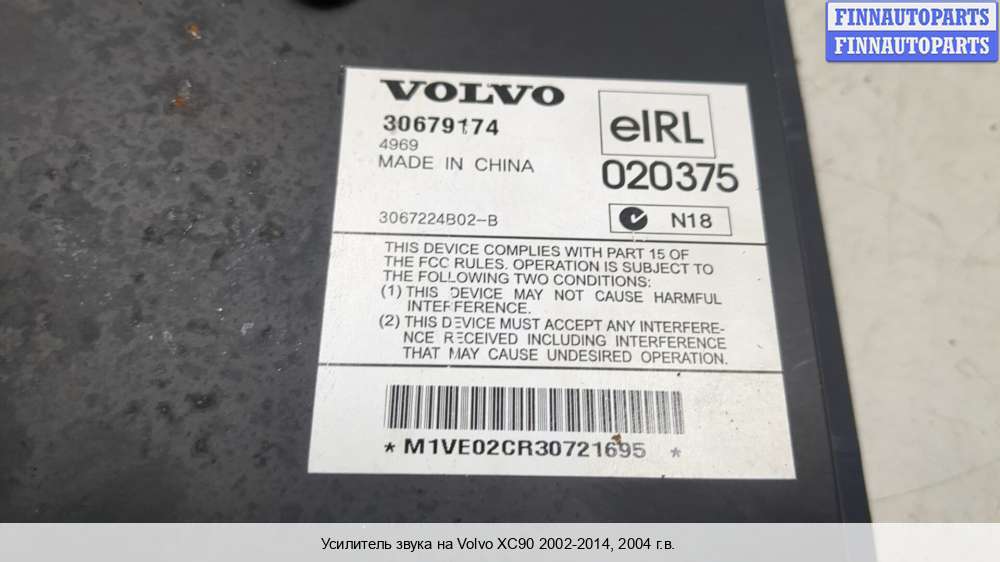 FINNAUTOPARTS
FINNAUTOPARTS
VOLVO
30679174
4969
MADE IN CHINA
eIRL
020375
3067224B02-B
N18
THIS DEVICE COMPLIES WITH PART 15 OF
THE FCC RULES. OPERATION IS SUBJECT TO
THE FOLLOWING TWO CONDITIONS:
(1) THIS DEVICE MAY NOT CAUSE HARMFUL
INTERFERENCE.
(2) THIS DEVICE MUST ACCEPT ANY INTERFERE-
NCE RECEIVED INCLUDING INTERFERENCE
THAT MAY CAUSE UNDESIRED OPERATION.
* M1VE02CR30721695 *
Усилитель звука на Volvo XC90 2002-2014, 2004 г.в.